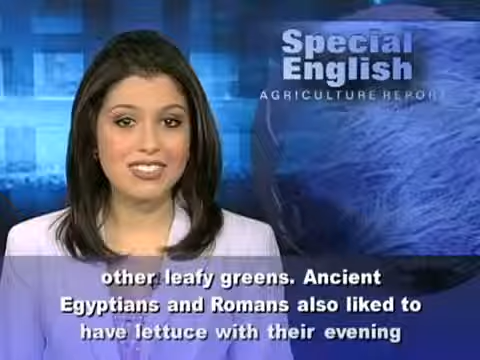 Special
English
AGRICULTURE REPORT
other leafy greens. Ancient
Egyptians and Romans also liked to
have lettuce with their evening